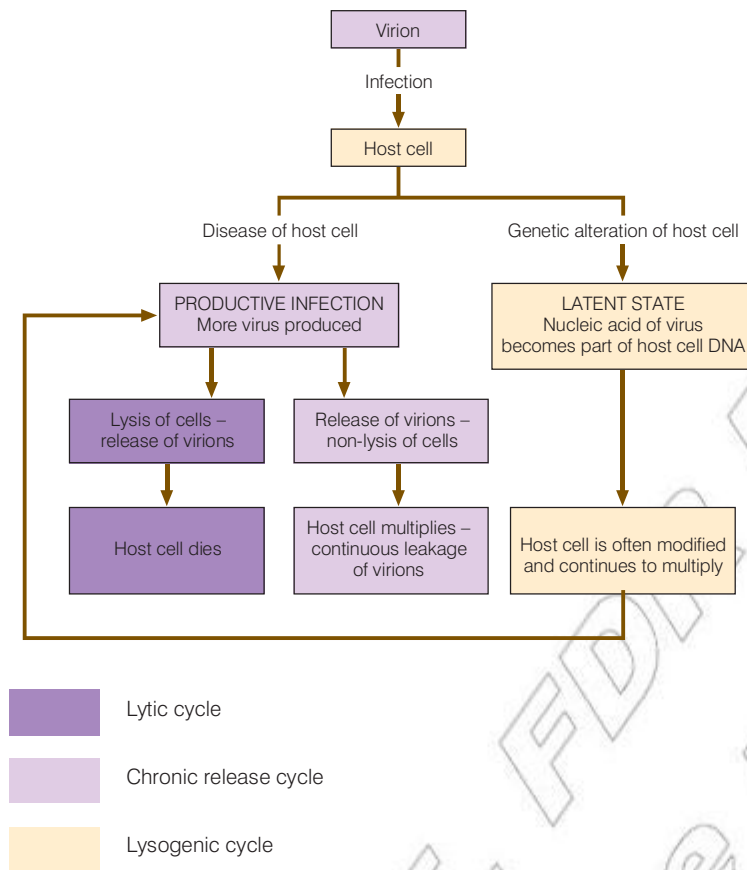 Virion
Infection
Host cell
Disease of host cell
Genetic alteration of host cell
PRODUCTIVE INFECTION
More virus produced
LATENT STATE
Nucleic acid of virus
becomes part of host cell DNA
Lysis of cells –
release of virions
Release of virions –
non-lysis of cells
Host cell dies
Host cell multiplies –
continuous leakage
of virions
Host cell is often modified
and continues to multiply
Lytic cycle
Chronic release cycle
Lysogenic cycle